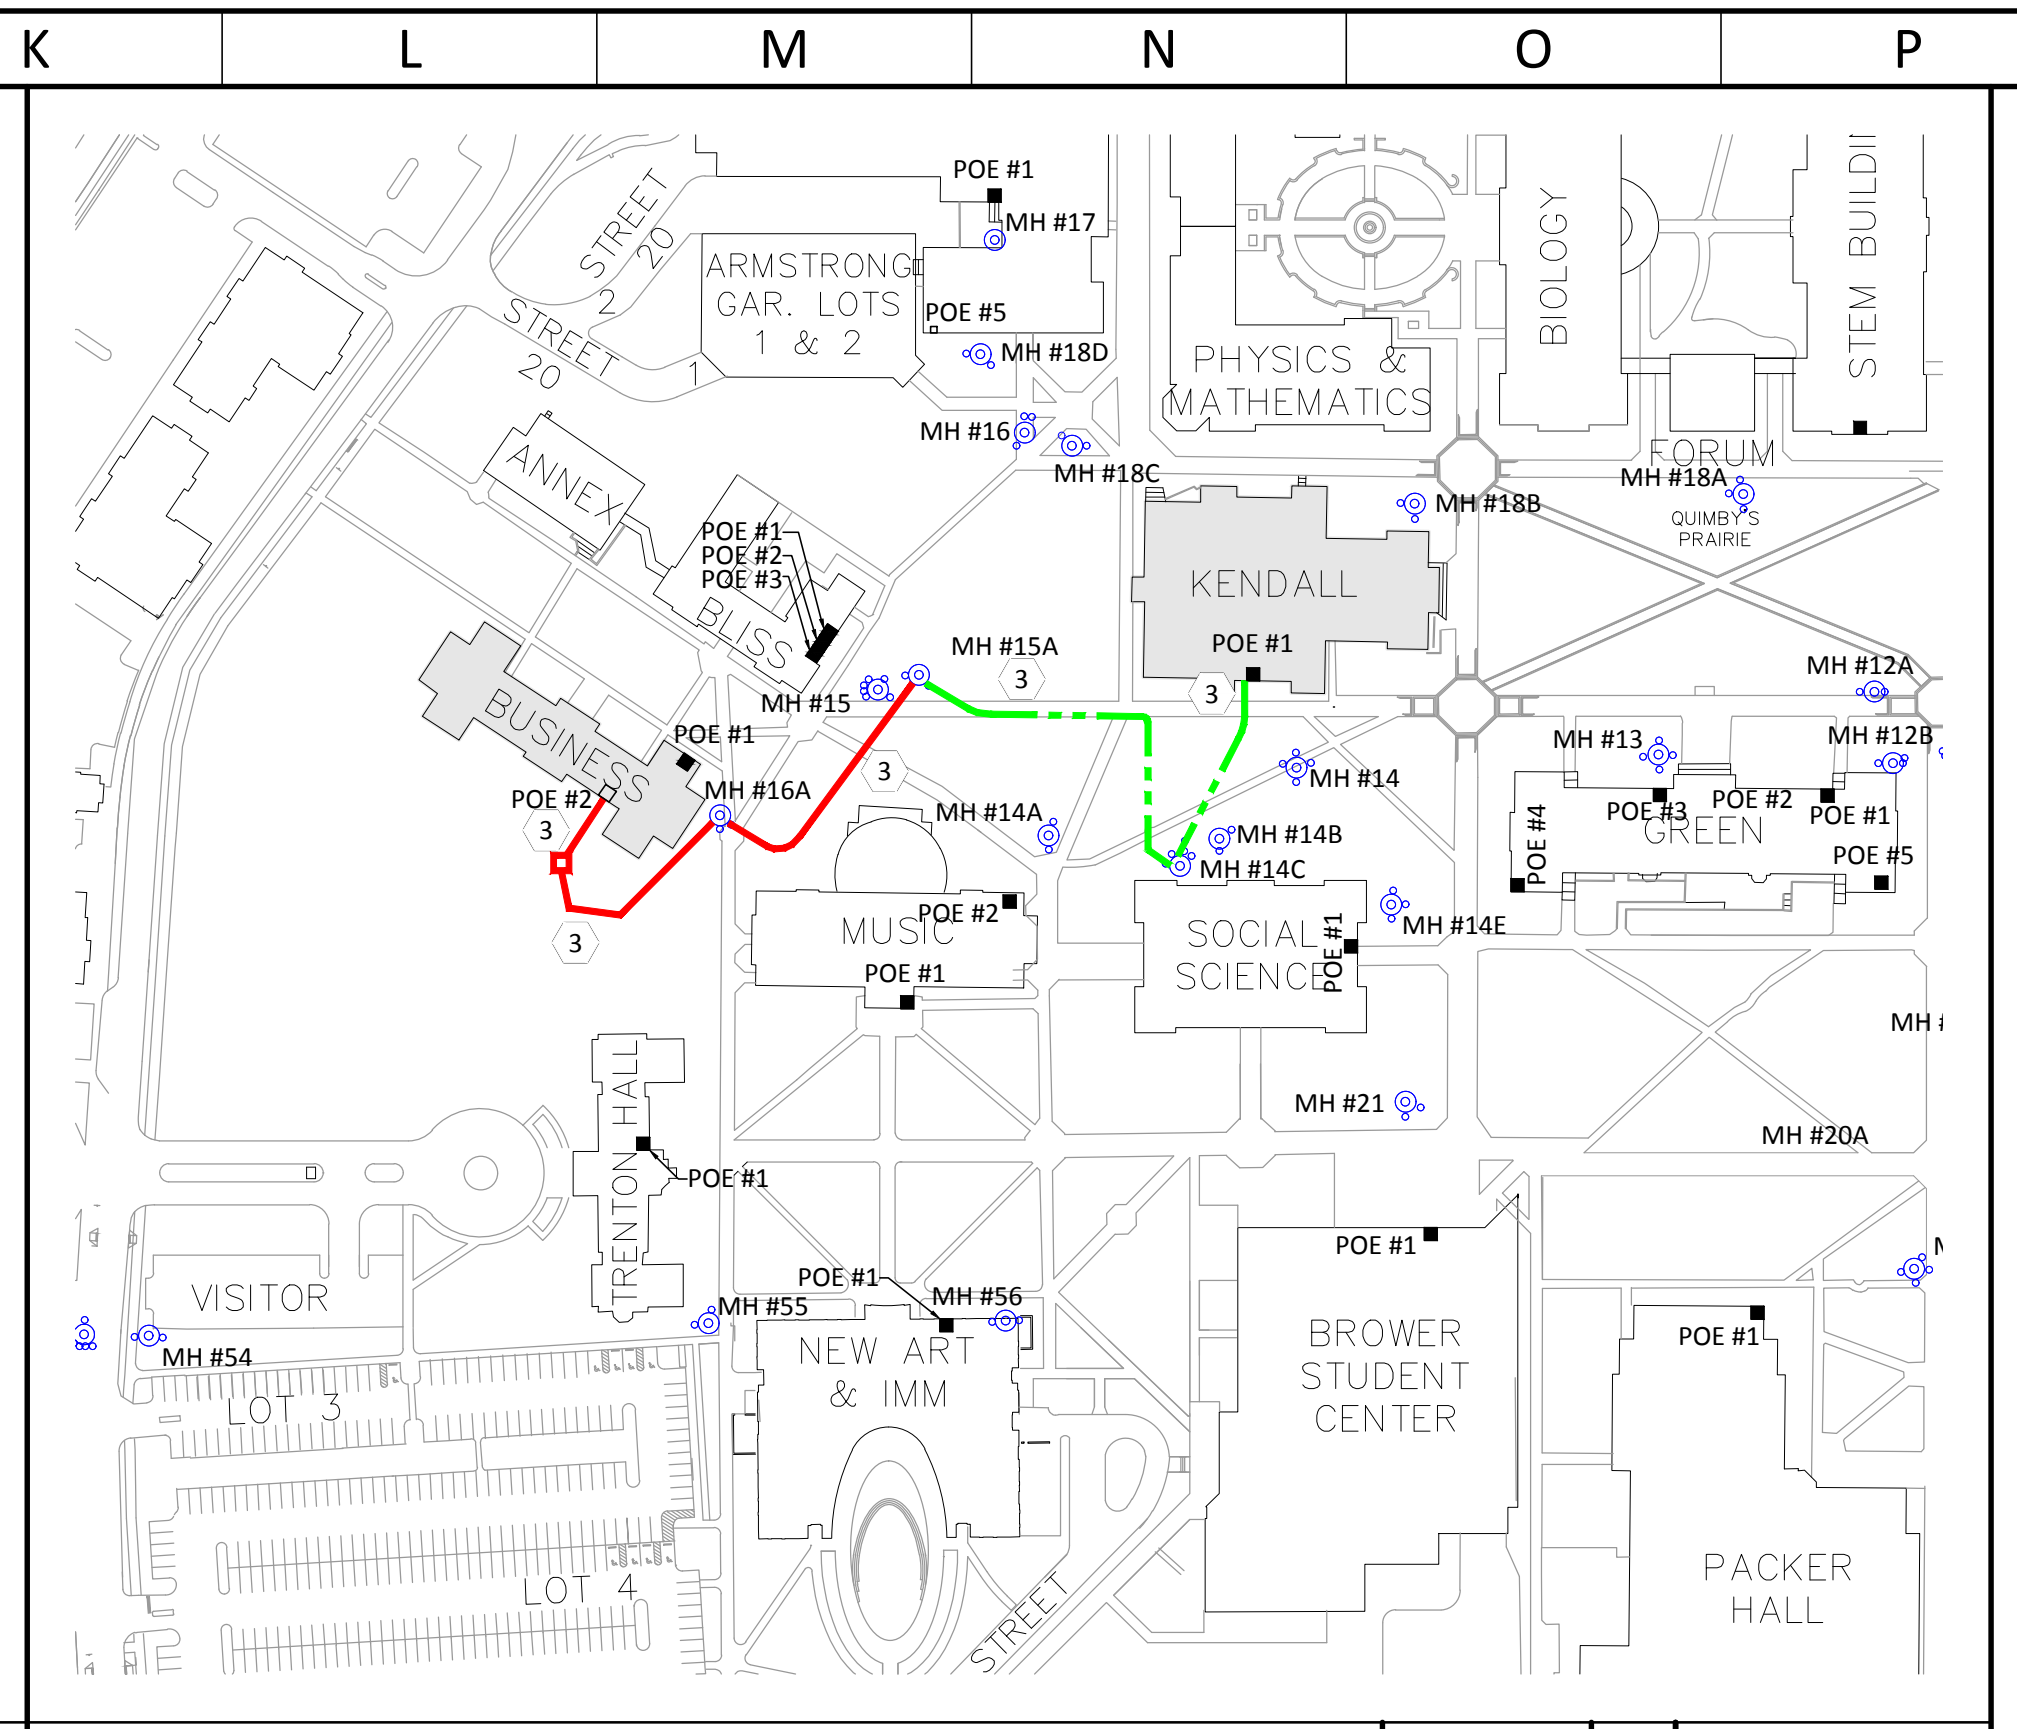 K
L
M
N
O
P
POE #1
MH #17
STREET
20
2
ARMSTRONG
GAR. LOTS
1 & 2
POE #5
MH #18D
STREET
20
1
PHYSICS &
MATHEMATICS
BIOLOGY
STEM BUILDIN
MH #16
MH #18C
FORUM
MH #18A
MH #18B
QUIMBY'S
PRAIRIE
ANNEX
POE #1
POE #2
POE #3
BLISS
KENDALL
POE #1
MH #15A
3
3
MH #15
MH #12A
BUSINESS
POE #1
MH #16A
POE #2
3
3
3
MH #14A
MH #14
MH #14B
MH #14C
MH #13
MH #12B
POE #3
POE #2
POE #1
GREEN
POE #4
POE #5
MUSIC
POE #2
POE #1
SOCIAL
SCIENCE
POE #1
MH #14E
MH #
TRENTON HALL
POE #1
MH #21
MH #20A
VISITOR
MH #54
MH #55
POE #1
MH #56
NEW ART
& IMM
POE #1
BROWER
STUDENT
CENTER
POE #1
LOT 3
LOT 4
STREET
PACKER
HALL